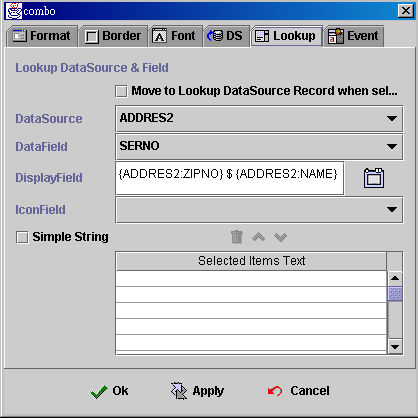 combo
Format Border Font DS Lookup Event
Lookup DataSource & Field
Move to Lookup DataSource Record when sel...
DataSource ADDRES2
DataField SERNO
DisplayField {ADDRES2:ZIPNO} $ {ADDRES2:NAME}
IconField
Simple String
Selected Items Text
Ok Apply Cancel